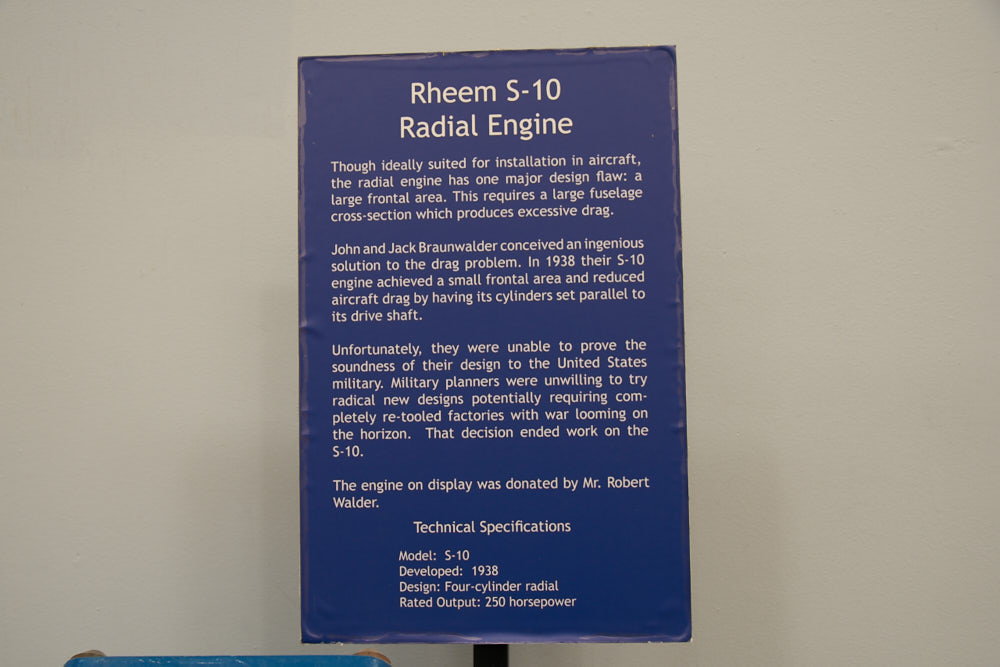 Rheem S-10
Radial Engine
Though ideally suited for installation in aircraft,
the radial engine has one major design flaw: a
large frontal area. This requires a large fuselage
cross-section which produces excessive drag.
John and Jack Braunwalder conceived an ingenious
solution to the drag problem. In 1938 their S-10
engine achieved a small frontal area and reduced
aircraft drag by having its cylinders set parallel to
its drive shaft.
Unfortunately, they were unable to prove the
soundness of their design to the United States
military. Military planners were unwilling to try
radical new designs potentially requiring com-
pletely re-tooled factories with war looming on
the horizon. That decision ended work on the
S-10.
The engine on display was donated by Mr. Robert
Walder.
Technical Specifications
Model: S-10
Developed: 1938
Design: Four-cylinder radial
Rated Output: 250 horsepower